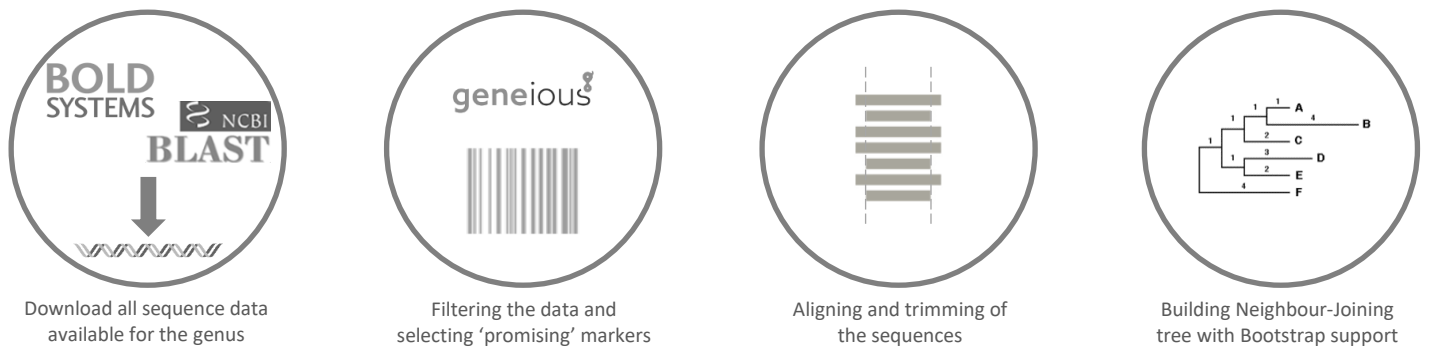 BOLD
SYSTEMS
NCBI
BLAST
Download all sequence data
available for the genus
geneious
Filtering the data and
selecting ‘promising’ markers
Aligning and trimming of
the sequences
1
1
A
4
B
1
2
C
1
3
D
1
2
E
4
F
Building Neighbour-Joining
tree with Bootstrap support